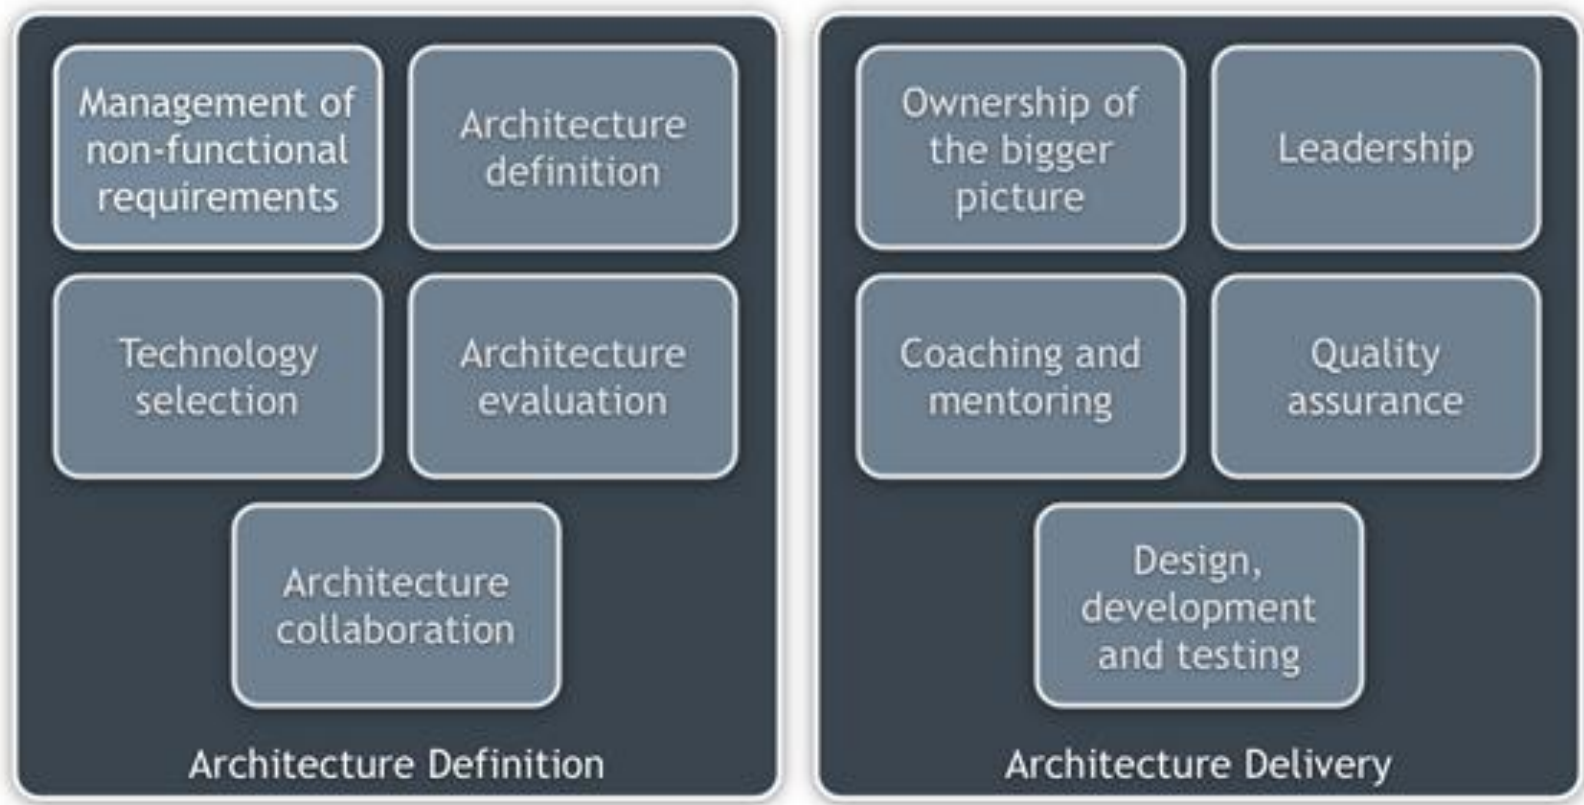 Management of
non-functional
requirements
Architecture
definition
Technology
selection
Architecture
evaluation
Architecture
collaboration
Architecture Definition
Ownership of
the bigger
picture
Leadership
Coaching and
mentoring
Quality
assurance
Design,
development
and testing
Architecture Delivery